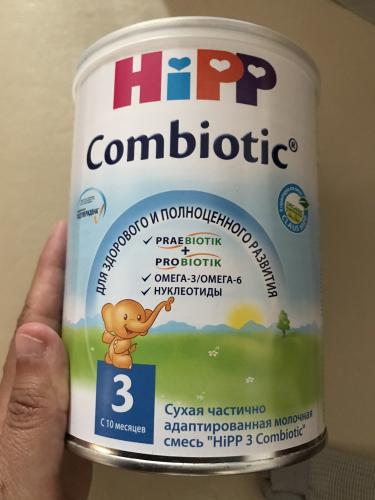 HiPP
Combiotic®
ДЛЯ ЗДОРОВОГО И ПОЛНОЦЕННОГО РАЗВИТИЯ
✓ PRAEBIOTIK
+
PROBIOTIK
✓ ОМЕГА-3/ОМЕГА-6
✓ НУКЛЕОТИДЫ
3
С 10 месяцев
Сухая частично
адаптированная молочная
смесь "HiPP 3 Combiotic"